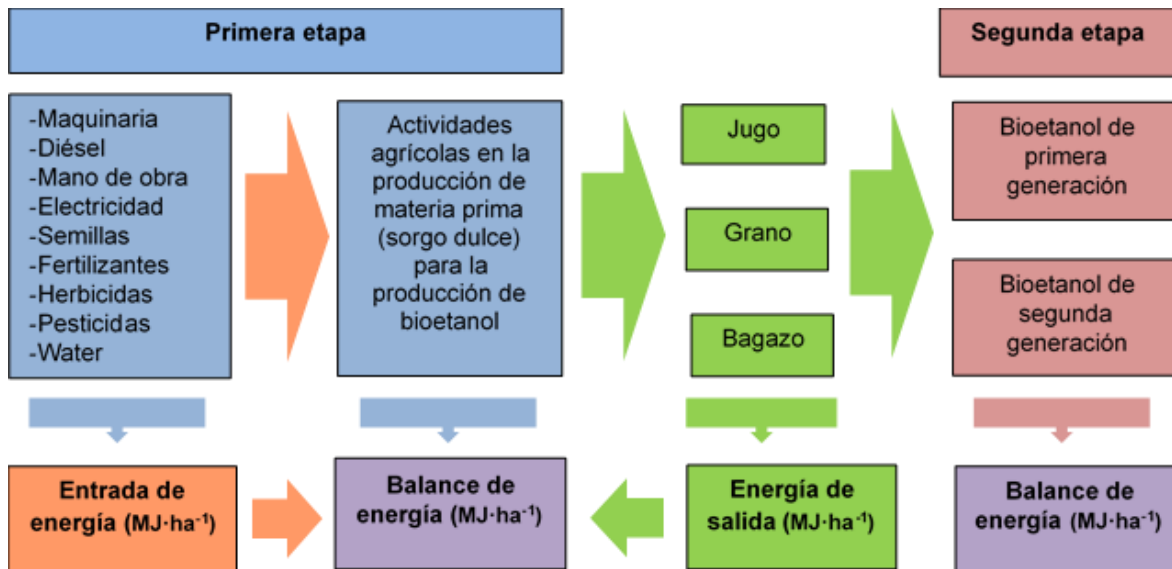 Primera etapa
Segunda etapa
-Maquinaria
-Diésel
-Mano de obra
-Electricidad
-Semillas
-Fertilizantes
-Herbicidas
-Pesticidas
-Water
Actividades
agrícolas en la
producción de
materia prima
(sorgo dulce)
para la
producción de
bioetanol
Jugo
Grano
Bagazo
Bioetanol de
primera
generación
Bioetanol de
segunda
generación
Entrada de
energía (MJ·ha⁻¹)
Balance de
energía (MJ·ha⁻¹)
Energía de
salida (MJ·ha⁻¹)
Balance de
energía (MJ·ha⁻¹)